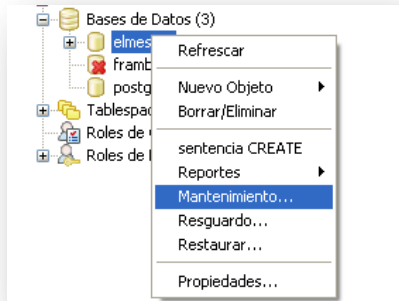 Bases de Datos (3)
elmes
framb
postg
Tablespac
Roles de
Roles de
Refrescar
Nuevo Objeto
Borrar/Eliminar
sentencia CREATE
Reportes
Mantenimiento...
Resguardo...
Restaurar...
Propiedades...